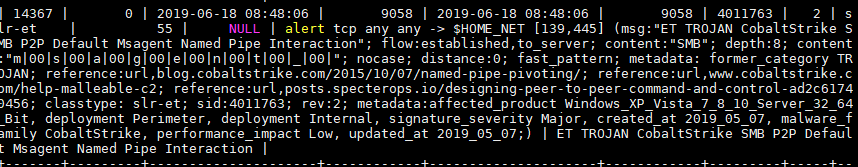 | 14367 | 0 | 2019-06-18 08:48:06 | 9058 | 2019-06-18 08:48:06 | 9058 | 4011763 | 2 | s
lr-et | 55 | NULL | alert tcp any any -> $HOME_NET [139,445] (msg:"ET TROJAN CobaltStrike S
MB P2P Default Msagent Named Pipe Interaction"; flow:established,to_server; content:"SMB"; depth:8; content
:"m|00|s|00|a|00|g|00|e|00|n|00|t|00|_|00|"; nocase; distance:0; fast_pattern; metadata: former_category TR
OJAN; reference:url,blog.cobaltstrike.com/2015/10/07/named-pipe-pivoting/; reference:url,www.cobaltstrike.c
om/help-malleable-c2; reference:url,posts.specterops.io/designing-peer-to-peer-command-and-control-ad2c6174
0456; classtype: slr-et; sid:4011763; rev:2; metadata:affected_product Windows_XP_Vista_7_8_10_Server_32_64
_Bit, deployment Perimeter, deployment Internal, signature_severity Major, created_at 2019_05_07, malware_f
amily CobaltStrike, performance_impact Low, updated_at 2019_05_07;) | ET TROJAN CobaltStrike SMB P2P Defaul
t Msagent Named Pipe Interaction |